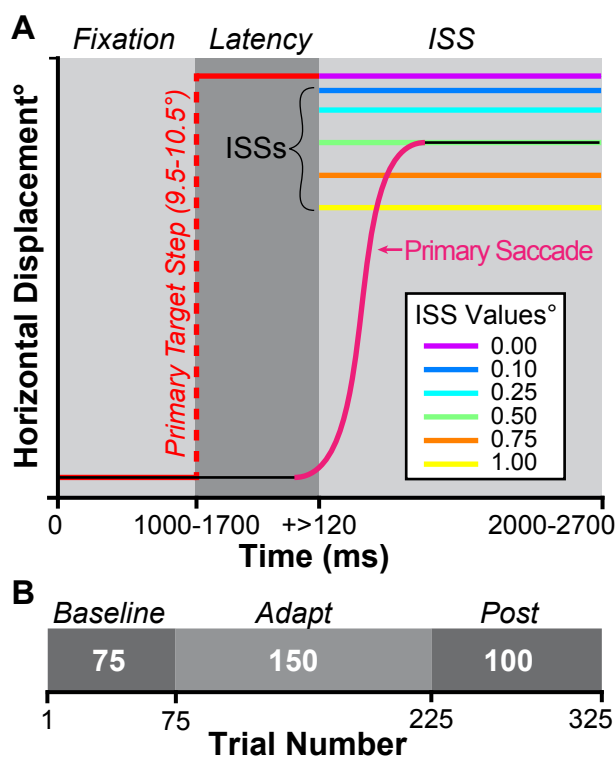 A
Fixation Latency ISS
Horizontal Displacement°
Primary Target Step (9.5-10.5°)
ISSs
Primary Saccade
ISS Values°
0.00
0.10
0.25
0.50
0.75
1.00
0 1000-1700 +>120 2000-2700
Time (ms)
B
Baseline Adapt Post
75 150 100
1 75 225 325
Trial Number